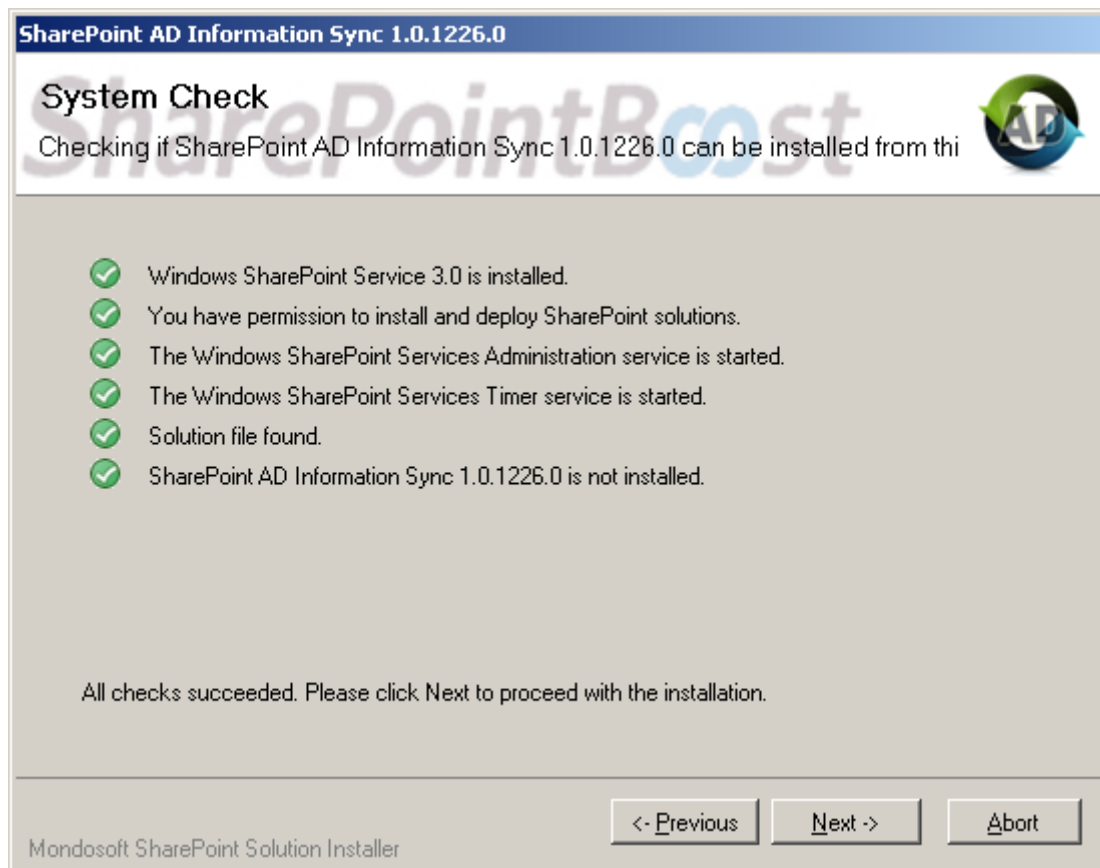 SharePoint AD Information Sync 1.0.1226.0
SharePointBoost
System Check
Checking if SharePoint AD Information Sync 1.0.1226.0 can be installed from thi
AD
Windows SharePoint Service 3.0 is installed.
You have permission to install and deploy SharePoint solutions.
The Windows SharePoint Services Administration service is started.
The Windows SharePoint Services Timer service is started.
Solution file found.
SharePoint AD Information Sync 1.0.1226.0 is not installed.
All checks succeeded. Please click Next to proceed with the installation.
<- Previous Next -> Abort
Mondosoft SharePoint Solution Installer